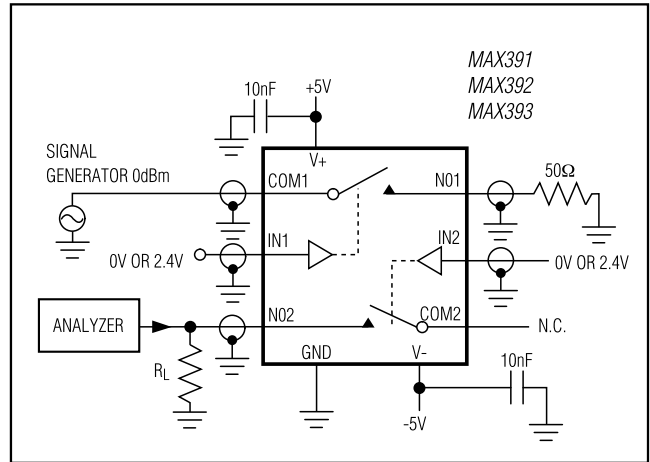 MAX391
MAX392
MAX393
10nF
+5V
SIGNAL
GENERATOR 0dBm
V+
COM1
N01
50Ω
IN1
IN2
0V OR 2.4V
0V OR 2.4V
ANALYZER
N02
COM2
N.C.
RL
GND
V-
10nF
-5V